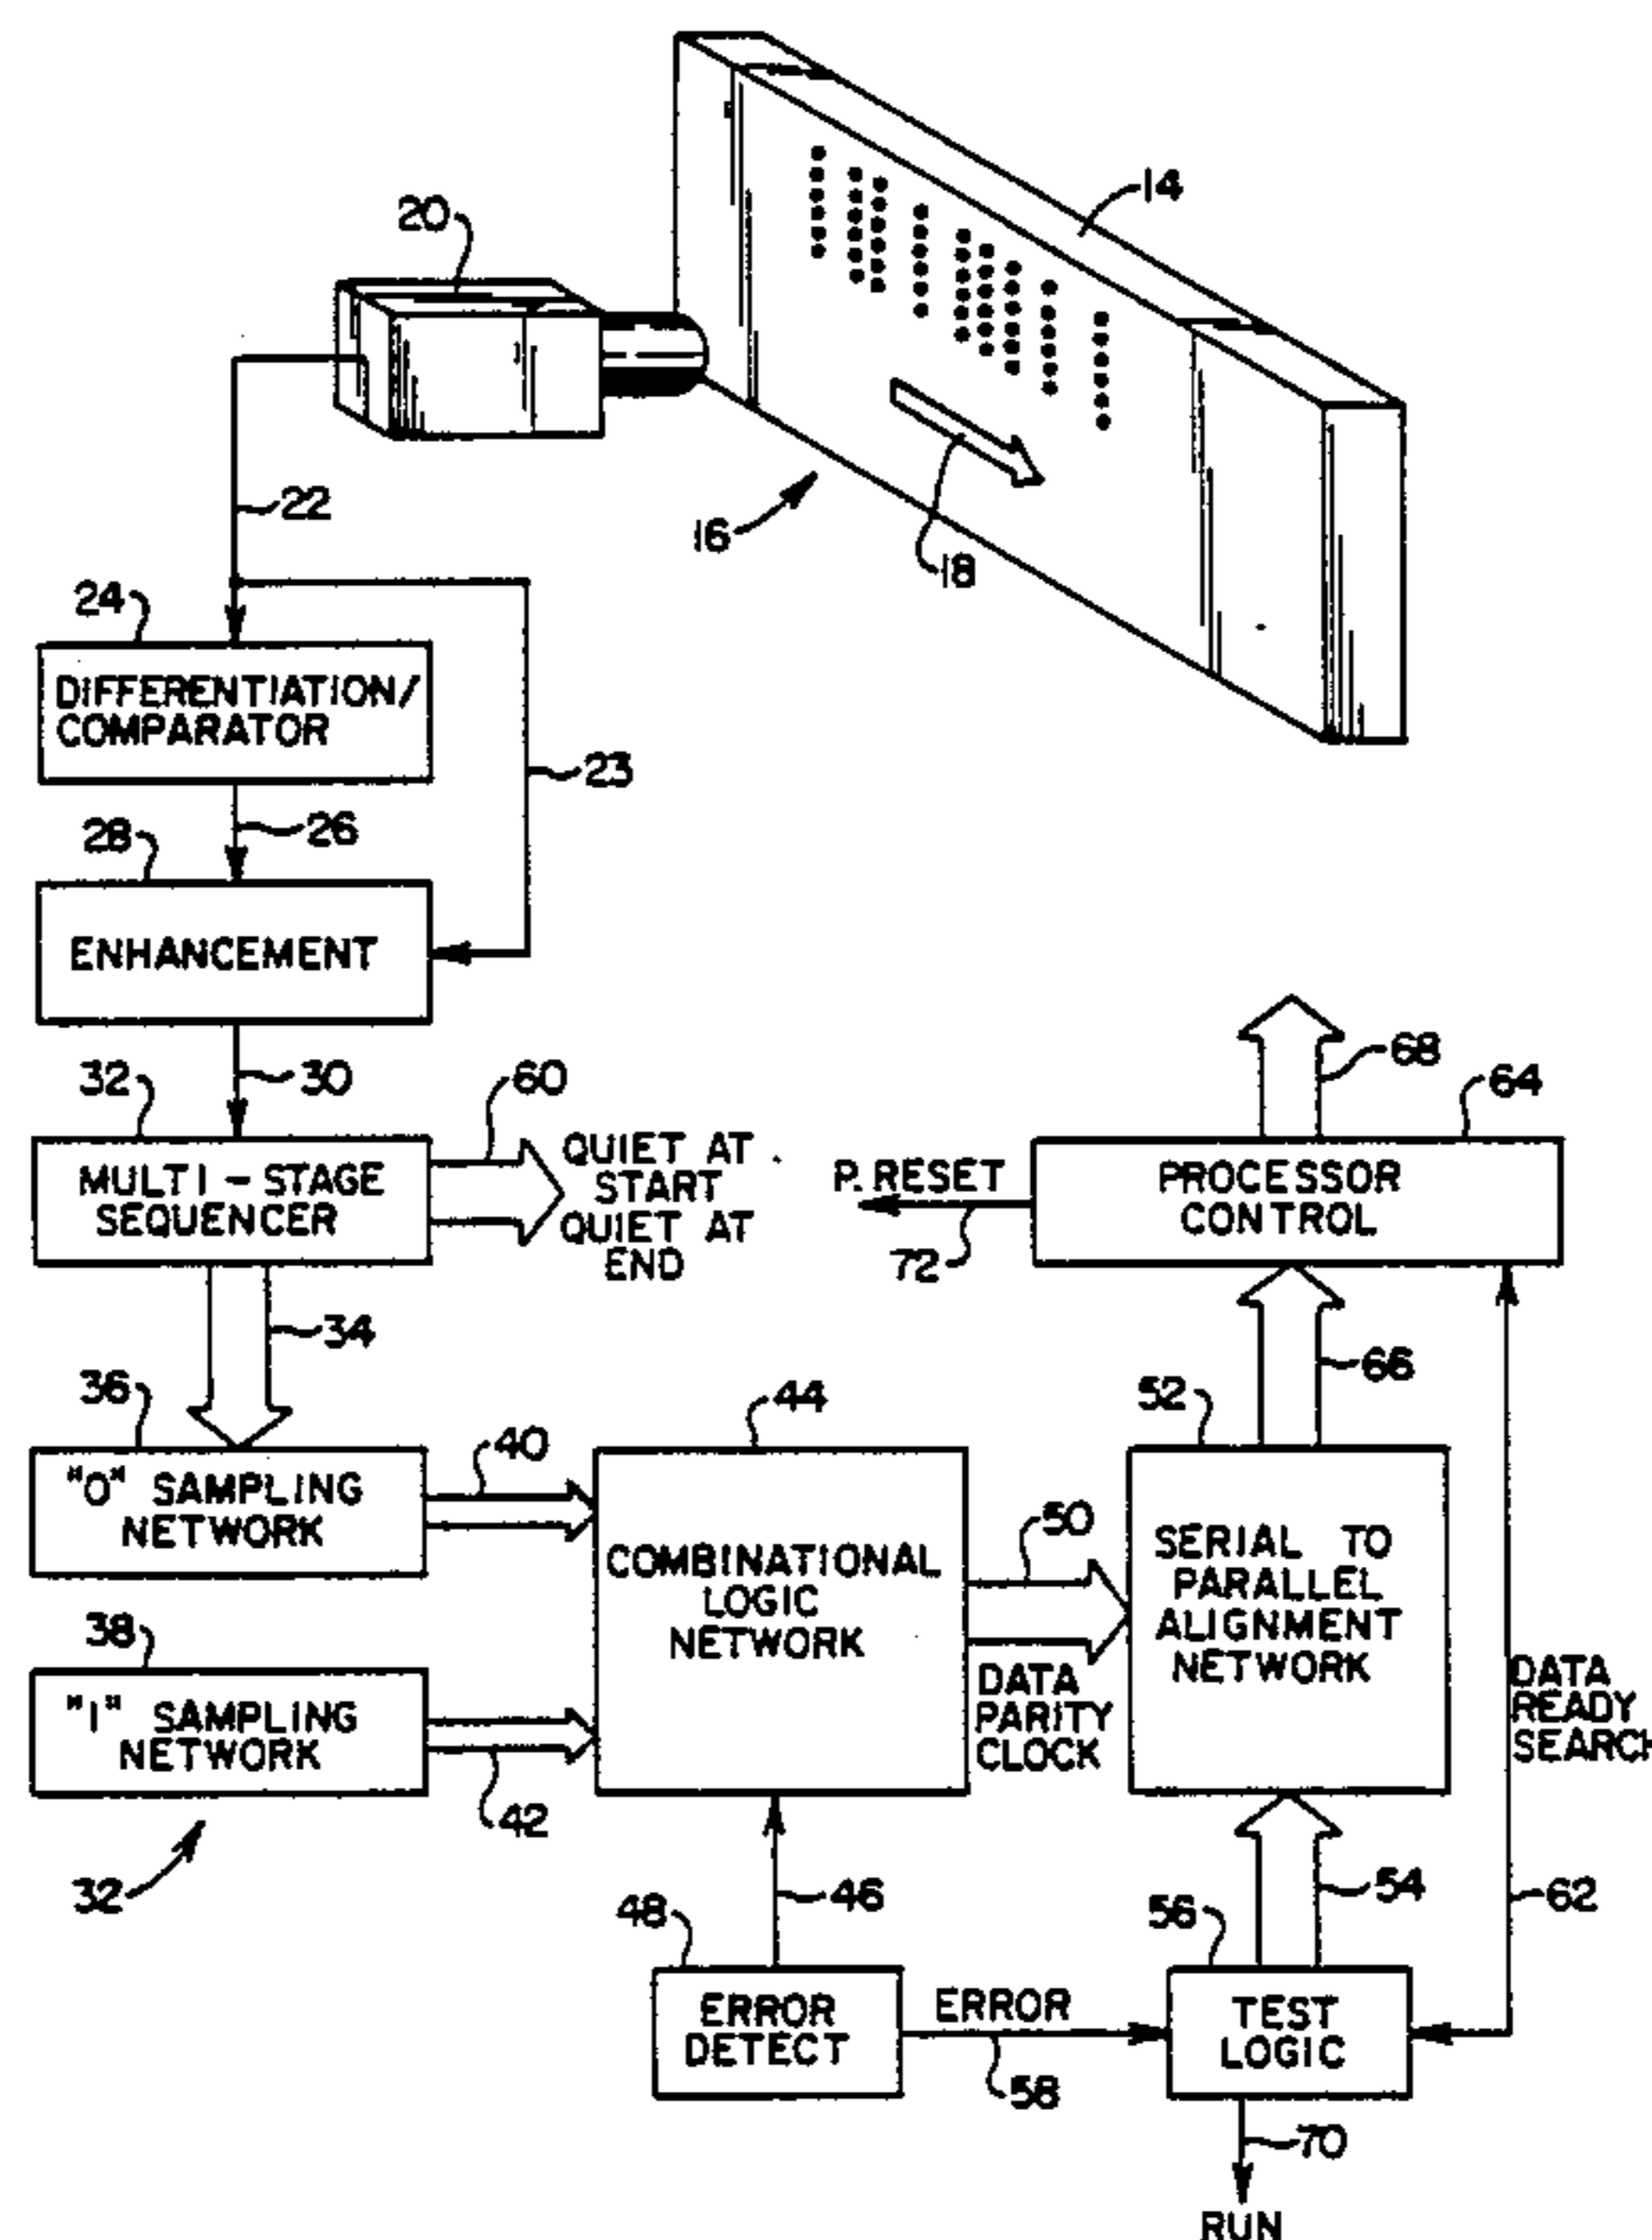 14
20
16
18
22
24
DIFFERENTIATION/
COMPARATOR
23
26
28
ENHANCEMENT
30
32
MULTI-STAGE
SEQUENCER
60
QUIET AT
START
QUIET AT
END
34
P. RESET
72
68
64
PROCESSOR
CONTROL
66
36
"0" SAMPLING
NETWORK
40
38
"1" SAMPLING
NETWORK
42
32
44
COMBINATIONAL
LOGIC
NETWORK
50
DATA
PARITY
CLOCK
52
SERIAL TO
PARALLEL
ALIGNMENT
NETWORK
DATA
READY
SEARCH
62
46
48
ERROR
DETECT
ERROR
58
54
56
TEST
LOGIC
70
RUN